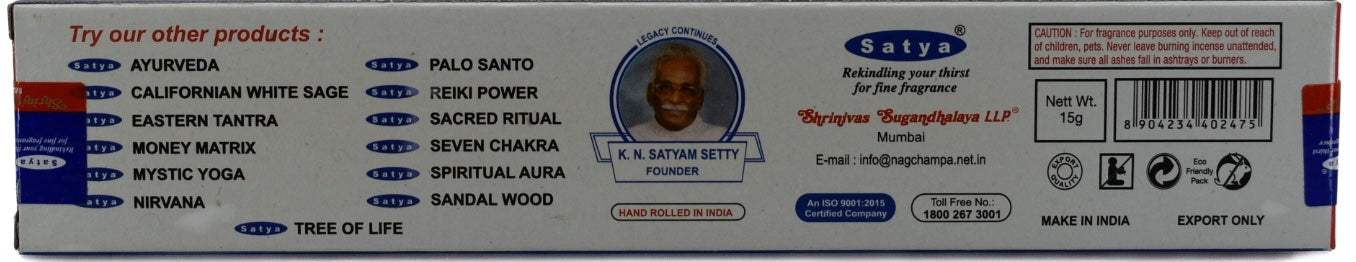 Try our other products :
Satya AYURVEDA
Satya CALIFORNIAN WHITE SAGE
Satya EASTERN TANTRA
Satya MONEY MATRIX
Satya MYSTIC YOGA
Satya NIRVANA
Satya PALO SANTO
Satya REIKI POWER
Satya SACRED RITUAL
Satya SEVEN CHAKRA
Satya SPIRITUAL AURA
Satya SANDAL WOOD
Satya TREE OF LIFE
LEGACY CONTINUES
K. N. SATYAM SETTY
FOUNDER
HAND ROLLED IN INDIA
Satya®
Rekindling your thirst
for fine fragrance
Shrinivas Sugandhalaya LLP.
Mumbai
E-mail : info@nagchampa.net.in
An ISO 9001:2015
Certified Company
Toll Free No.:
1800 267 3001
CAUTION : For fragrance purposes only. Keep out of reach
of children, pets. Never leave burning incense unattended,
and make sure all ashes fall in ashtrays or burners.
Nett Wt.
15g
8 904234 402475
EXPORT QUALITY
Eco
Friendly
Pack
MAKE IN INDIA
EXPORT ONLY
Satya